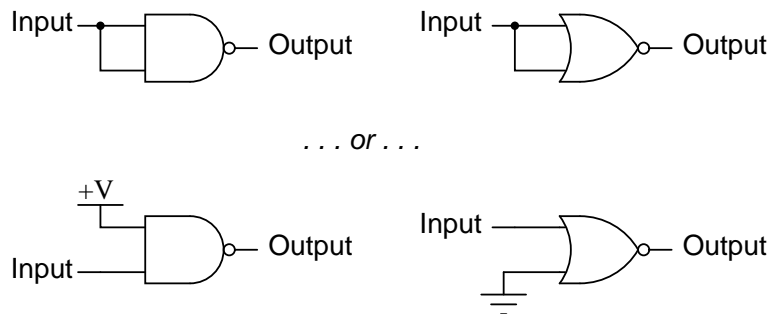 Input Output Input Output
. . . or . . .
+V
Input Output
Input Output